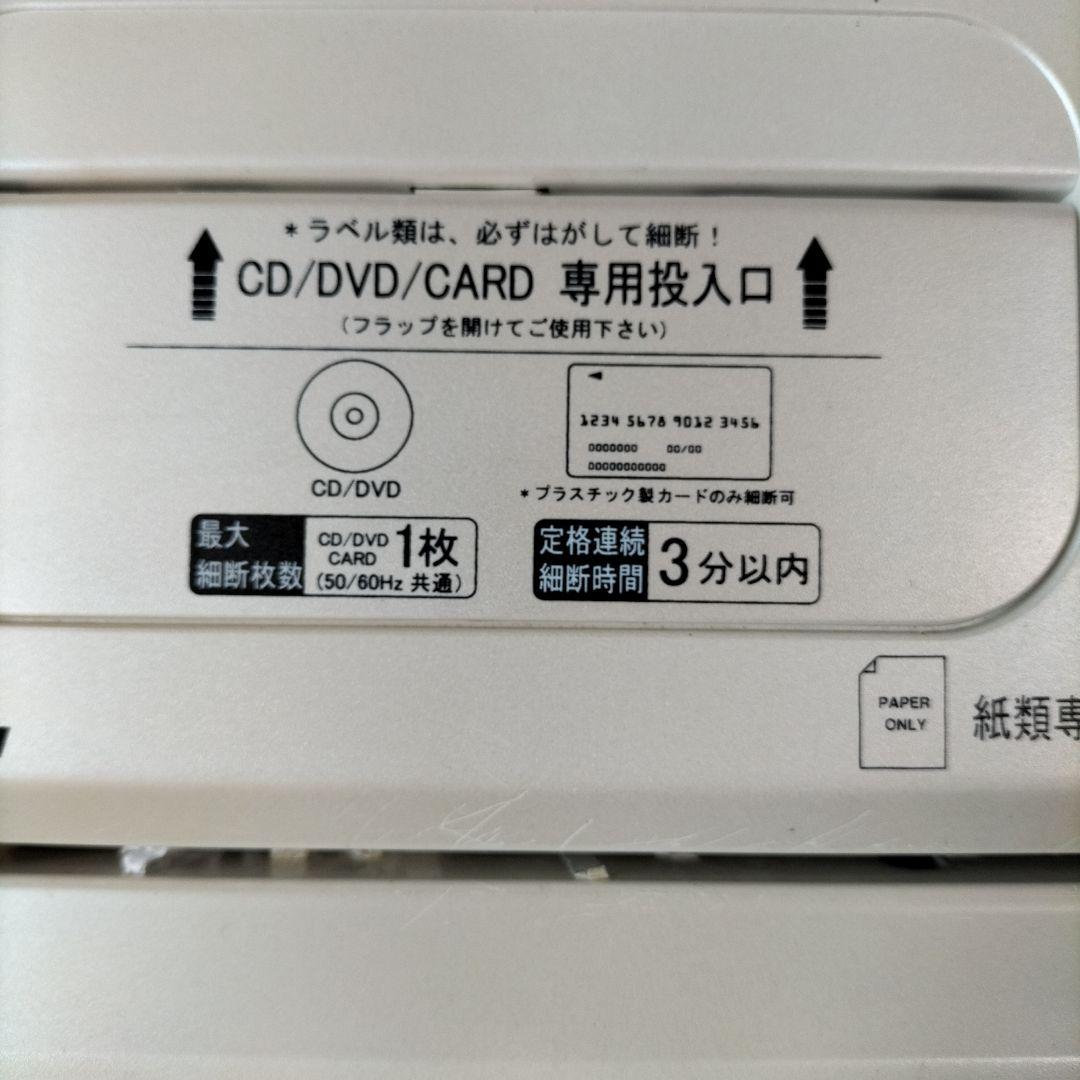 *ラベル類は、必ずはがして細断！
CD/DVD/CARD 専用投入口
（フラップを開けてご使用下さい）
1234 5678 9012 3456
0000000 00/00
00000000000
CD/DVD
*プラスチック製カードのみ細断可
最大
細断枚数
CD/DVD
CARD
1枚
（50/60Hz 共通）
定格連続
細断時間
3分以内
PAPER
ONLY
紙類専